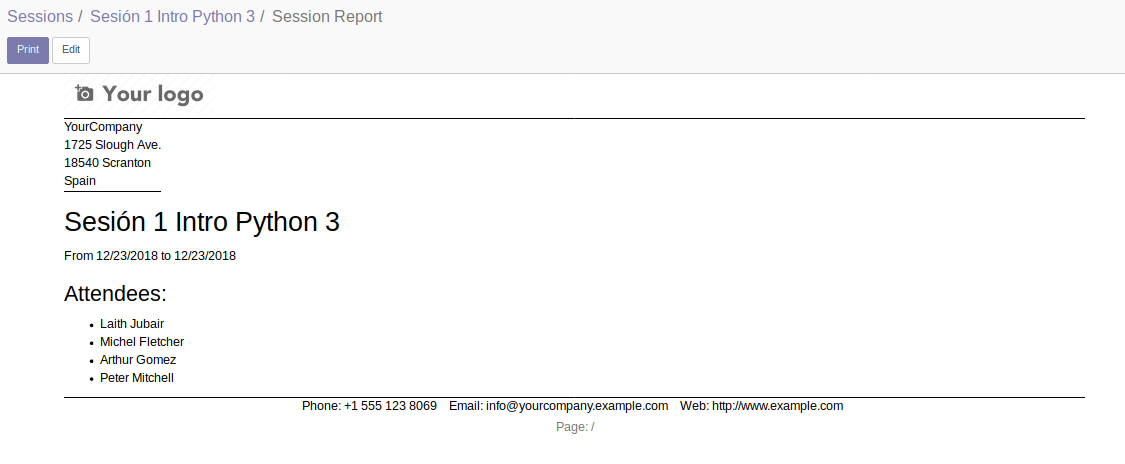 Sessions / Sesión 1 Intro Python 3 / Session Report
Print Edit
Your logo
YourCompany
1725 Slough Ave.
18540 Scranton
Spain
Sesión 1 Intro Python 3
From 12/23/2018 to 12/23/2018
Attendees:
• Laith Jubair
• Michel Fletcher
• Arthur Gomez
• Peter Mitchell
Phone: +1 555 123 8069 Email: info@yourcompany.example.com Web: http://www.example.com
Page: /